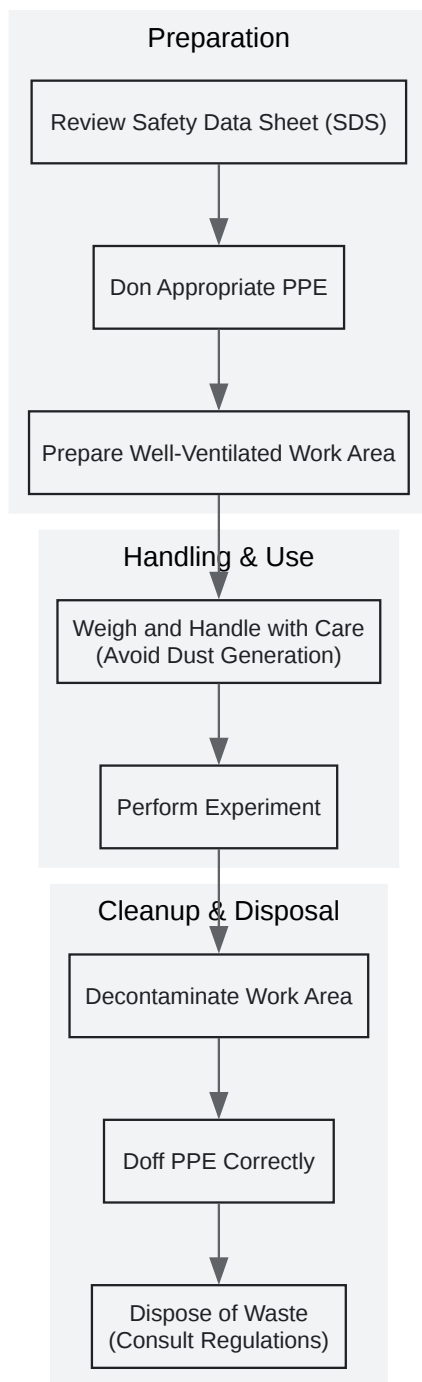 Preparation
Review Safety Data Sheet (SDS)
Don Appropriate PPE
Prepare Well-Ventilated Work Area
Handling & Use
Weigh and Handle with Care
(Avoid Dust Generation)
Perform Experiment
Cleanup & Disposal
Decontaminate Work Area
Doff PPE Correctly
Dispose of Waste
(Consult Regulations)